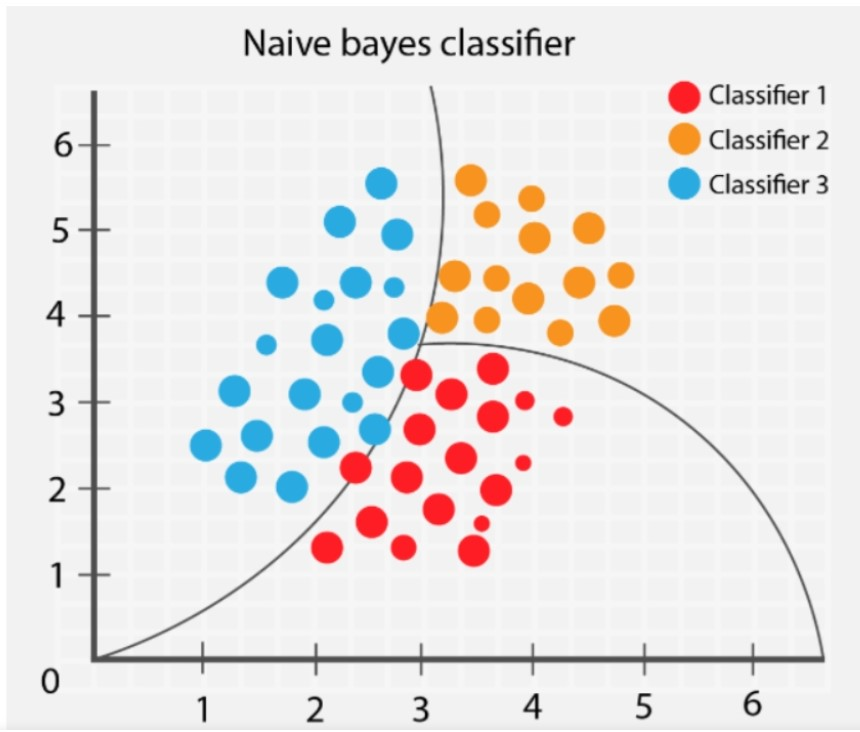 Naive bayes classifier
Classifier 1
Classifier 2
Classifier 3
6
5
4
3
2
1
0
1 2 3 4 5 6